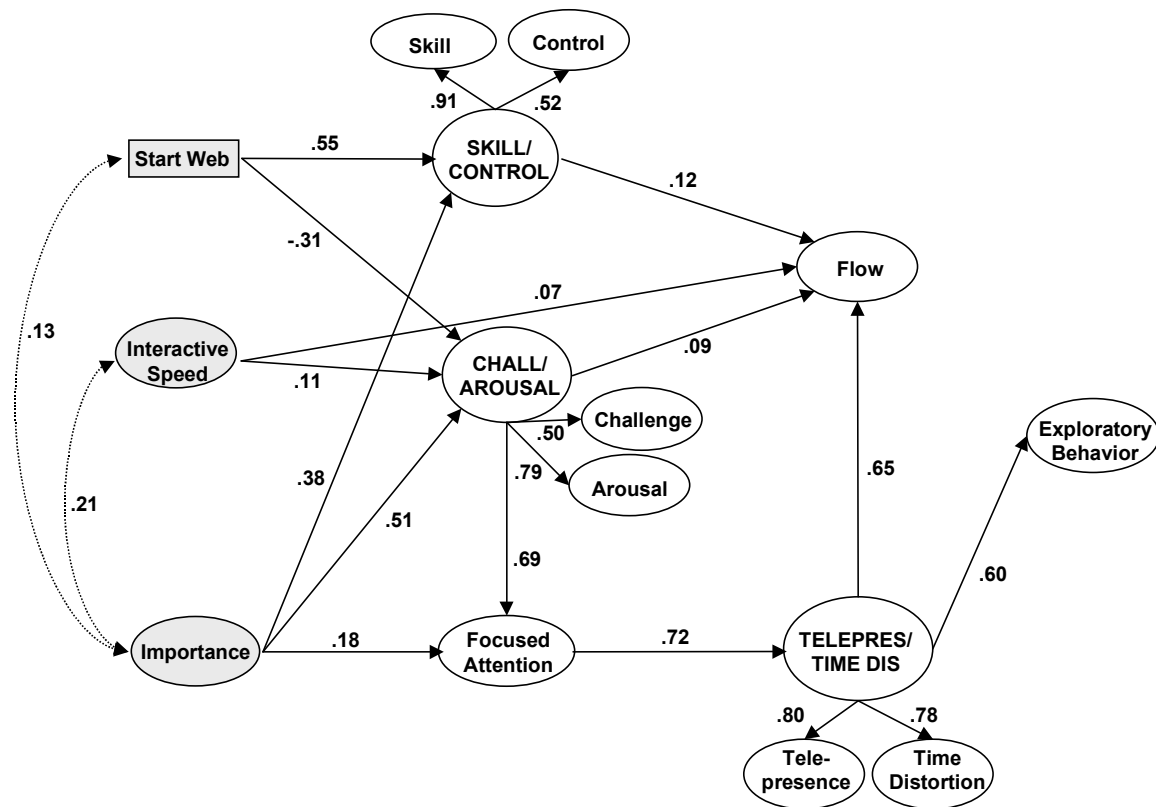 Skill
Control
.91
.52
Start Web
.55
SKILL/
CONTROL
.12
-.31
Flow
.07
.13
Interactive
Speed
.11
CHALL/
AROUSAL
.09
Challenge
.50
Exploratory
Behavior
.79
.65
.38
Arousal
.21
.51
.69
.60
Importance
.18
Focused
Attention
.72
TELEPRES/
TIME DIS
.80
.78
Tele-
presence
Time
Distortion